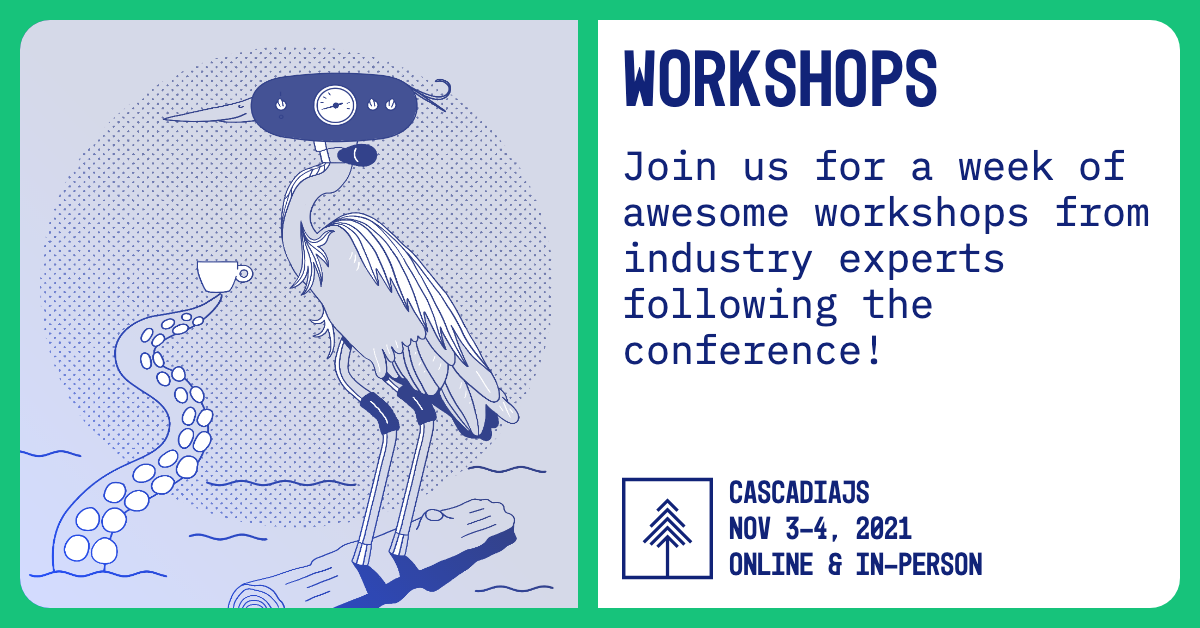 WORKSHOPS
Join us for a week of
awesome workshops from
industry experts
following the
conference!
CASCADIAJS
NOV 3-4, 2021
ONLINE & IN-PERSON